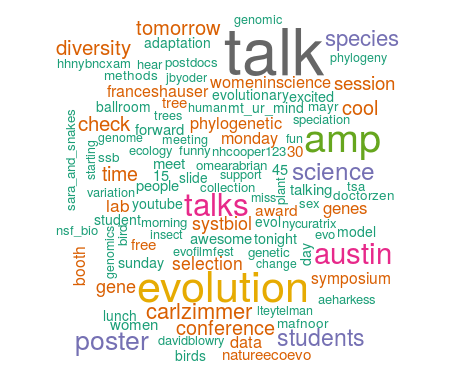 genomic
tomorrow
talk
species
diversity
adaptation
phylogeny
hhnybncxam hear postdocs
methods jbyoder womeninscience session
franceshauser evolutionary excited
ballroom tree human mt_ur_mind mayr cool
trees speciation
check forward phylogenetic amp
sara_and_snakes
genome meeting monday fun
starting
ssb ecology funny nhcooper123 30
time meet omearabrian 45 science
15 slide support
people collection talking tsa
variation plant doctorzen
lab youtube talks miss sex
award genes
student morning systbiol evol nycuratrix
nsf_bio bird insect awesome tonight evo model
genomics free day austin
evofilmfest genetic
booth sunday selection change symposium
gene evolution
aeharkess
lunch carlzimmer lteytelman
women conference mafnoor
poster davidblowry data students
birds natureecoevo